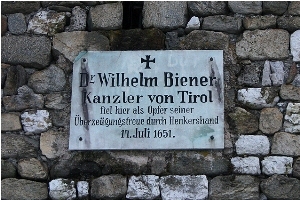 Dr Wilhelm Biener
Kanzler von Tirol
fiel hier als Opfer seiner
Überzeugungstreue durch Henkershand
17. Juli 1651.